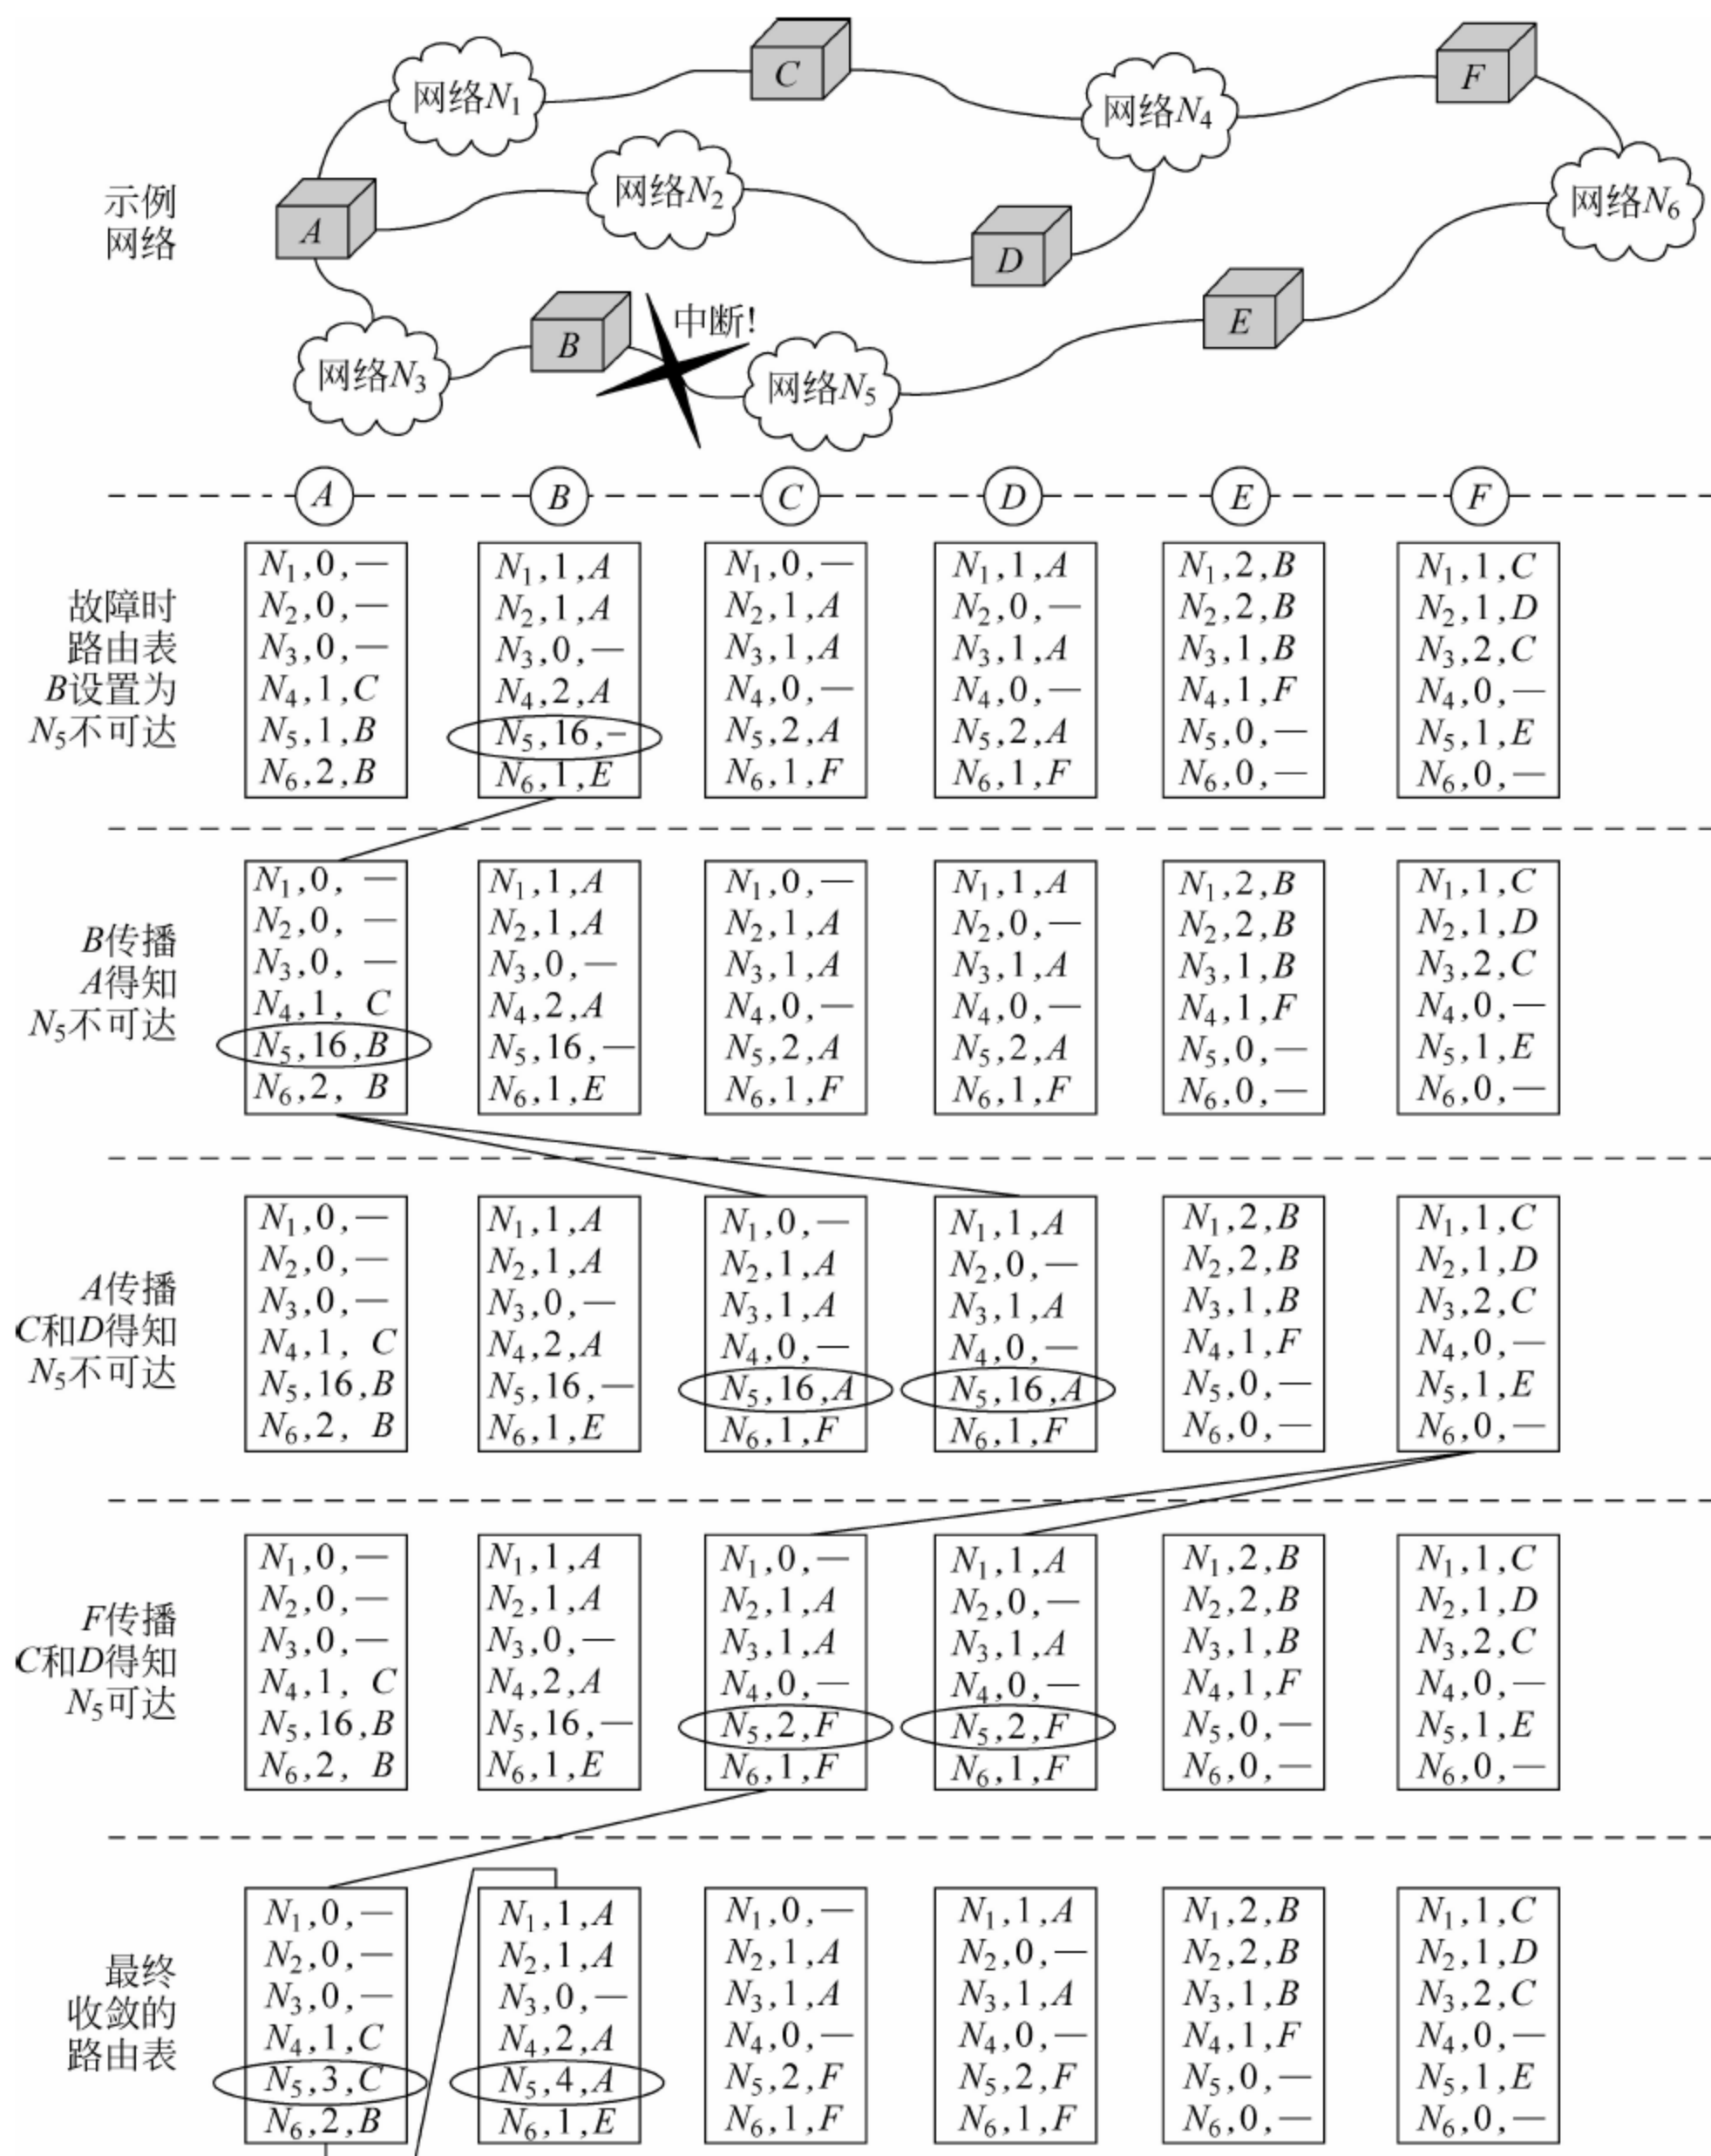 网络N₁
C
网络N₄
F
示例
网络
A
网络N₂
D
网络N₆
网络N₃
B
中断!
网络N₅
E
A B C D E F
故障时
路由表
B设置为
N₅不可达
N₁,0,— N₁,1,A N₁,0,— N₁,1,A N₁,2,B N₁,1,C
N₂,0,— N₂,1,A N₂,1,A N₂,0,— N₂,2,B N₂,1,D
N₃,0,— N₃,0,— N₃,1,A N₃,1,A N₃,1,B N₃,2,C
N₄,1,C N₄,2,A N₄,0,— N₄,0,— N₄,1,F N₄,0,—
N₅,1,B N₅,16,- N₅,2,A N₅,2,A N₅,0,— N₅,1,E
N₆,2,B N₆,1,E N₆,1,F N₆,1,F N₆,0,— N₆,0,—
B传播
A得知
N₅不可达
N₁,0, — N₁,1,A N₁,0,— N₁,1,A N₁,2,B N₁,1,C
N₂,0, — N₂,1,A N₂,1,A N₂,0,— N₂,2,B N₂,1,D
N₃,0, — N₃,0,— N₃,1,A N₃,1,A N₃,1,B N₃,2,C
N₄,1, C N₄,2,A N₄,0,— N₄,0,— N₄,1,F N₄,0,—
N₅,16,B N₅,16,— N₅,2,A N₅,2,A N₅,0,— N₅,1,E
N₆,2, B N₆,1,E N₆,1,F N₆,1,F N₆,0,— N₆,0,—
A传播
C和D得知
N₅不可达
N₁,0,— N₁,1,A N₁,0,— N₁,1,A N₁,2,B N₁,1,C
N₂,0,— N₂,1,A N₂,1,A N₂,0,— N₂,2,B N₂,1,D
N₃,0,— N₃,0,— N₃,1,A N₃,1,A N₃,1,B N₃,2,C
N₄,1, C N₄,2,A N₄,0,— N₄,0,— N₄,1,F N₄,0,—
N₅,16,B N₅,16,— N₅,16,A N₅,16,A N₅,0,— N₅,1,E
N₆,2, B N₆,1,E N₆,1,F N₆,1,F N₆,0,— N₆,0,—
F传播
C和D得知
N₅可达
N₁,0,— N₁,1,A N₁,0,— N₁,1,A N₁,2,B N₁,1,C
N₂,0,— N₂,1,A N₂,1,A N₂,0,— N₂,2,B N₂,1,D
N₃,0,— N₃,0,— N₃,1,A N₃,1,A N₃,1,B N₃,2,C
N₄,1, C N₄,2,A N₄,0,— N₄,0,— N₄,1,F N₄,0,—
N₅,16,B N₅,16,— N₅,2,F N₅,2,F N₅,0,— N₅,1,E
N₆,2, B N₆,1,E N₆,1,F N₆,1,F N₆,0,— N₆,0,—
最终
收敛的
路由表
N₁,0,— N₁,1,A N₁,0,— N₁,1,A N₁,2,B N₁,1,C
N₂,0,— N₂,1,A N₂,1,A N₂,0,— N₂,2,B N₂,1,D
N₃,0,— N₃,0,— N₃,1,A N₃,1,A N₃,1,B N₃,2,C
N₄,1,C N₄,2,A N₄,0,— N₄,0,— N₄,1,F N₄,0,—
N₅,3,C N₅,4,A N₅,2,F N₅,2,F N₅,0,— N₅,1,E
N₆,2,B N₆,1,E N₆,1,F N₆,1,F N₆,0,— N₆,0,—